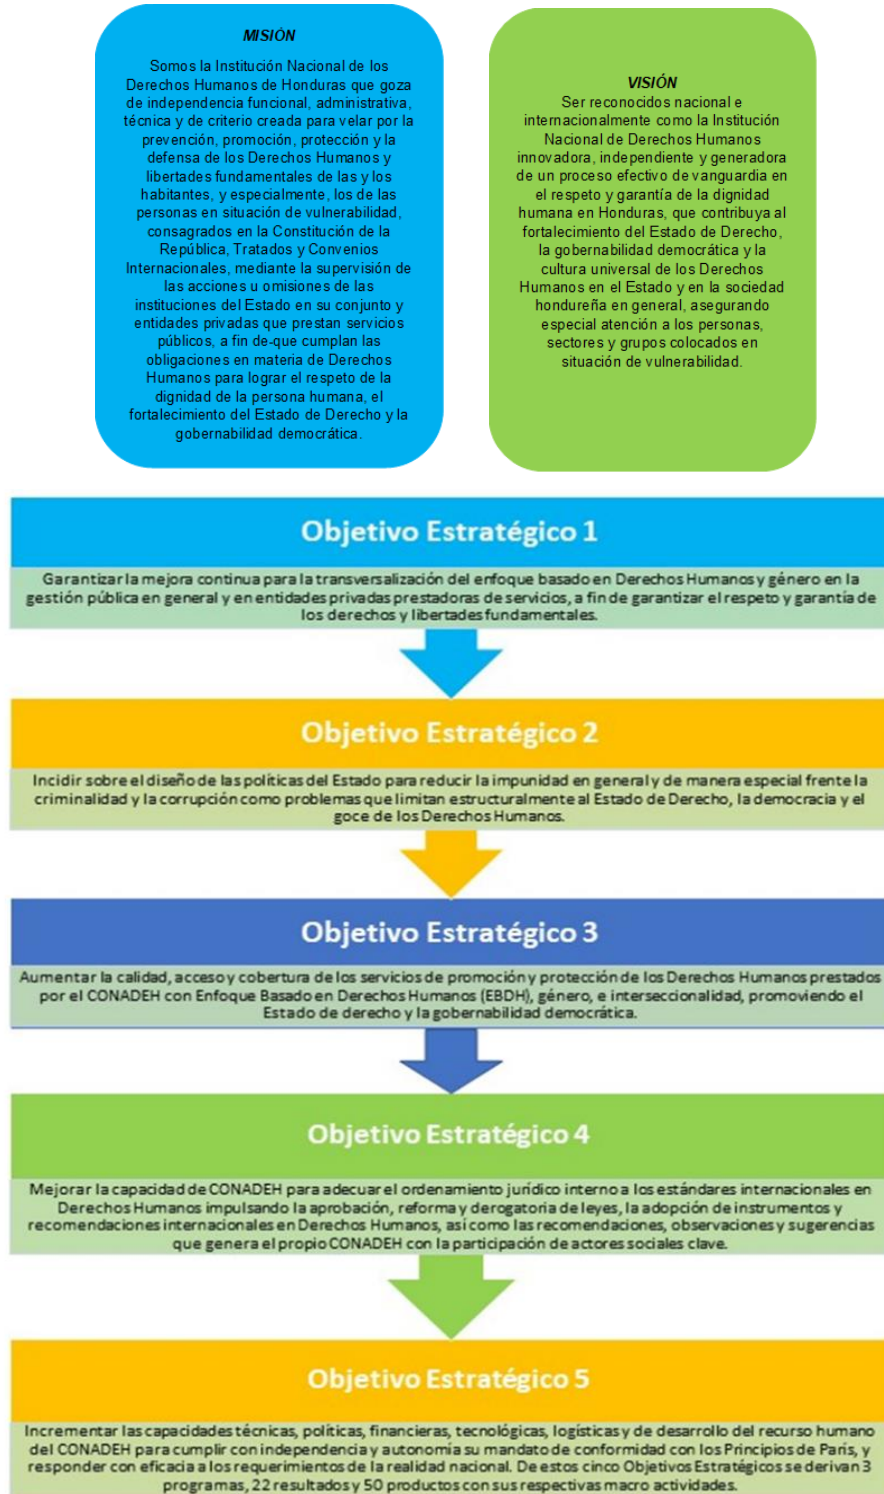 MISIÓN
Somos la Institución Nacional de los
Derechos Humanos de Honduras que goza
de independencia funcional, administrativa,
técnica y de criterio creada para velar por la
prevención, promoción, protección y la
defensa de los Derechos Humanos y
libertades fundamentales de las y los
habitantes, y especialmente, los de las
personas en situación de vulnerabilidad,
consagrados en la Constitución de la
República, Tratados y Convenios
Internacionales, mediante la supervisión de
las acciones u omisiones de las
instituciones del Estado en su conjunto y
entidades privadas que prestan servicios
públicos, a fin de-que cumplan las
obligaciones en materia de Derechos
Humanos para lograr el respeto de la
dignidad de la persona humana, el
fortalecimiento del Estado de Derecho y la
gobernabilidad democrática.
VISIÓN
Ser reconocidos nacional e
internacionalmente como la Institución
Nacional de Derechos Humanos
innovadora, independiente y generadora
de un proceso efectivo de vanguardia en
el respeto y garantía de la dignidad
humana en Honduras, que contribuya al
fortalecimiento del Estado de Derecho,
la gobernabilidad democrática y la
cultura universal de los Derechos
Humanos en el Estado y en la sociedad
hondureña en general, asegurando
especial atención a los personas,
sectores y grupos colocados en
situación de vulnerabilidad.
Objetivo Estratégico 1
Garantizar la mejora continua para la transversalización del enfoque basado en Derechos Humanos y género en la
gestión pública en general y en entidades privadas prestadoras de servicios, a fin de garantizar el respeto y garantía de
los derechos y libertades fundamentales.
Objetivo Estratégico 2
Incidir sobre el diseño de las políticas del Estado para reducir la impunidad en general y de manera especial frente la
criminalidad y la corrupción como problemas que limitan estructuralmente al Estado de Derecho, la democracia y el
goce de los Derechos Humanos.
Objetivo Estratégico 3
Aumentar la calidad, acceso y cobertura de los servicios de promoción y protección de los Derechos Humanos prestados
por el CONADEH con Enfoque Basado en Derechos Humanos (EBDH), género, e interseccionalidad, promoviendo el
Estado de derecho y la gobernabilidad democrática.
Objetivo Estratégico 4
Mejorar la capacidad de CONADEH para adecuar el ordenamiento jurídico interno a los estándares internacionales en
Derechos Humanos impulsando la aprobación, reforma y derogatoria de leyes, la adopción de instrumentos y
recomendaciones internacionales en Derechos Humanos, así como las recomendaciones, observaciones y sugerencias
que genera el propio CONADEH con la participación de actores sociales clave.
Objetivo Estratégico 5
Incrementar las capacidades técnicas, políticas, financieras, tecnológicas, logísticas y de desarrollo del recurso humano
del CONADEH para cumplir con independencia y autonomía su mandato de conformidad con los Principios de París, y
responder con eficacia a los requerimientos de la realidad nacional. De estos cinco Objetivos Estratégicos se derivan 3
programas, 22 resultados y 50 productos con sus respectivas macro actividades.